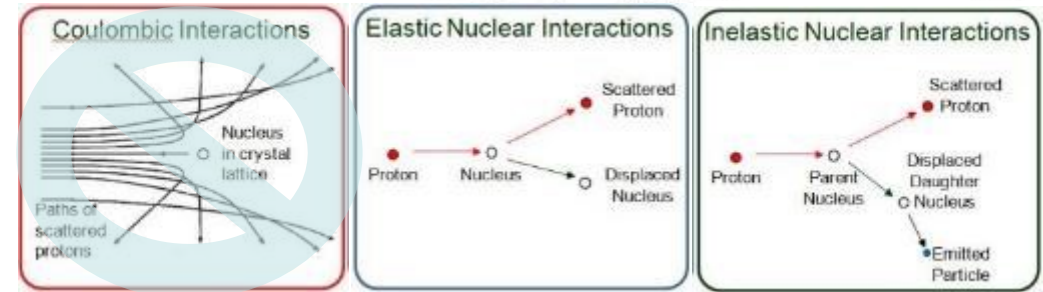 Coulombic Interactions
Nucleus
in crystal
lattice
Paths of
scattered
protons
Elastic Nuclear Interactions
Scattered
Proton
Proton
Nucleus
Displaced
Nucleus
Inelastic Nuclear Interactions
Scattered
Proton
Proton
Parent
Nucleus
Displaced
Daughter
Nucleus
Emitted
Particle